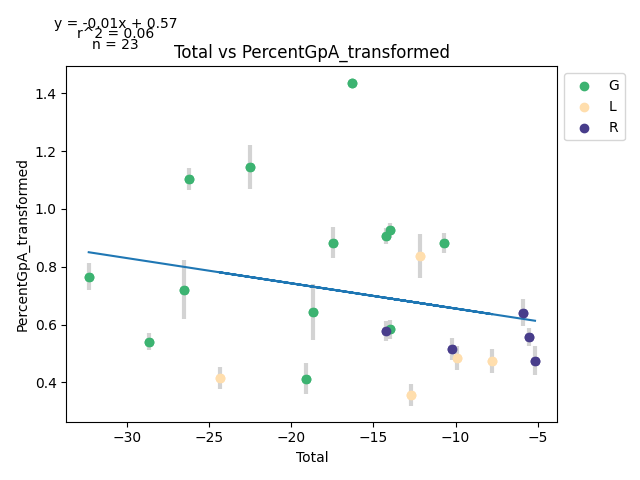 y = -0.01x + 0.57
r^2 = 0.06
n = 23
Total vs PercentGpA_transformed
G
L
R
PercentGpA_transformed
1.4
1.2
1.0
0.8
0.6
0.4
−30
−25
−20
−15
−10
−5
Total